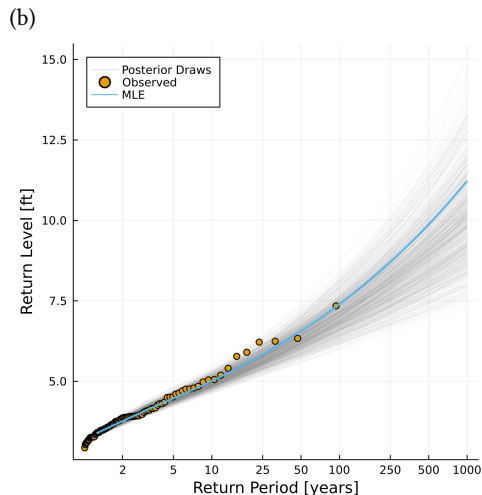 (b)
15.0
Posterior Draws
Observed
MLE
12.5
10.0
7.5
5.0
Return Level [ft]
2 5 10 25 50 100 250 500 1000
Return Period [years]